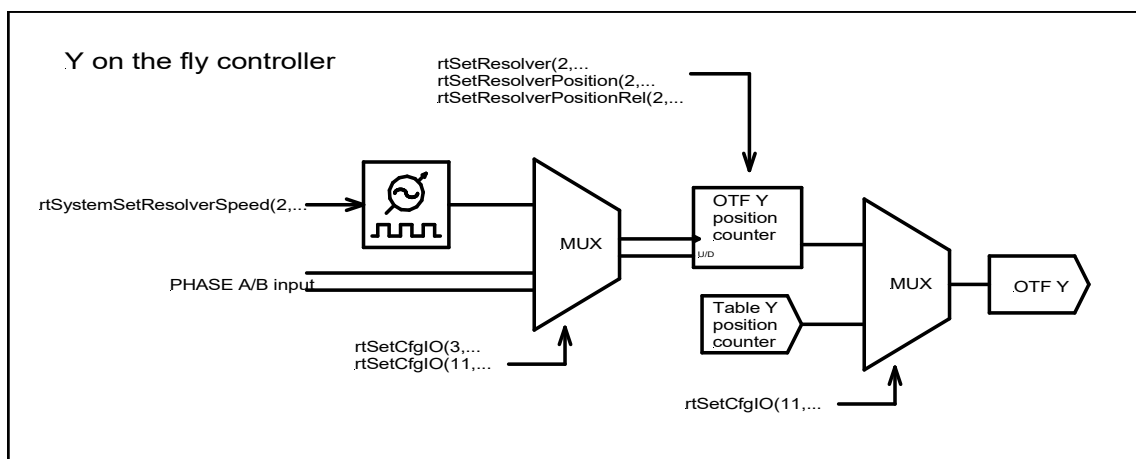 Y on the fly controller
rtSetResolver(2,...
rtSetResolverPosition(2,...
rtSetResolverPositionRel(2,...
rtSystemSetResolverSpeed(2,...
PHASE A/B input
MUX
rtSetCfgIO(3,...
rtSetCfgIO(11,...
OTF Y
position
counter
U/D
Table Y
position
counter
MUX
rtSetCfgIO(11,...
OTF Y